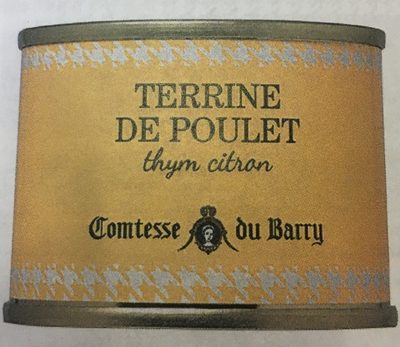 TERRINE
DE POULET
thym citron
Comtesse du Barry